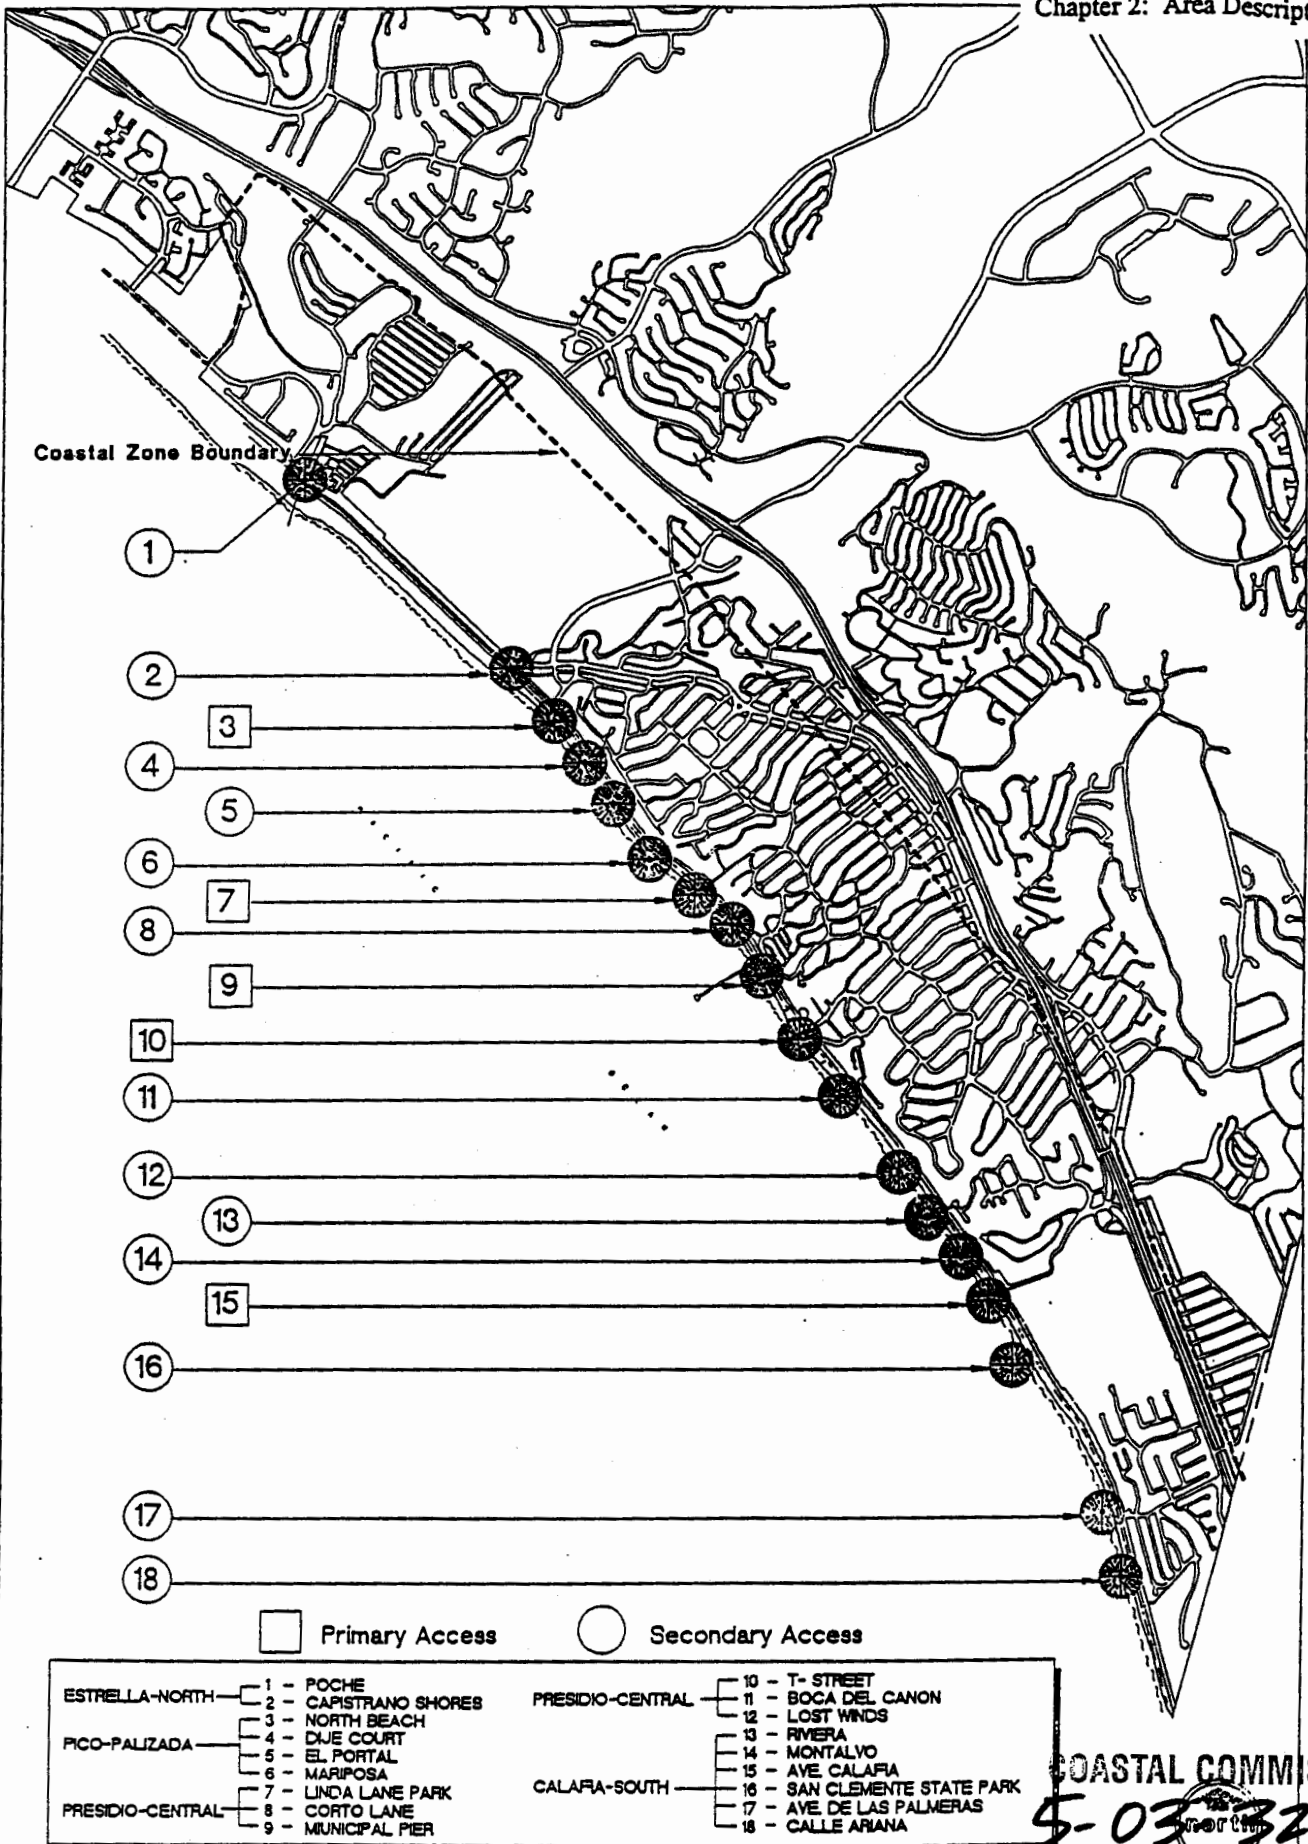 Chapter 2: Area Descrip
Coastal Zone Boundary
1
2
3
4
5
6
7
8
9
10
11
12
13
14
15
16
17
18
Primary Access
Secondary Access
ESTRELLA-NORTH
1 - POCHE
2 - CAPISTRANO SHORES
PICO-PALIZADA
3 - NORTH BEACH
4 - DIJE COURT
5 - EL PORTAL
6 - MARIPOSA
PRESIDIO-CENTRAL
7 - LINDA LANE PARK
8 - CORTO LANE
9 - MUNICIPAL PIER
PRESIDIO-CENTRAL
10 - T- STREET
11 - BOCA DEL CANON
12 - LOST WINDS
CALAFIA-SOUTH
13 - RIVIERA
14 - MONTALVO
15 - AVE. CALAFIA
16 - SAN CLEMENTE STATE PARK
17 - AVE. DE LAS PALMERAS
18 - CALLE ARIANA
COASTAL COMMI
5-03-32
north